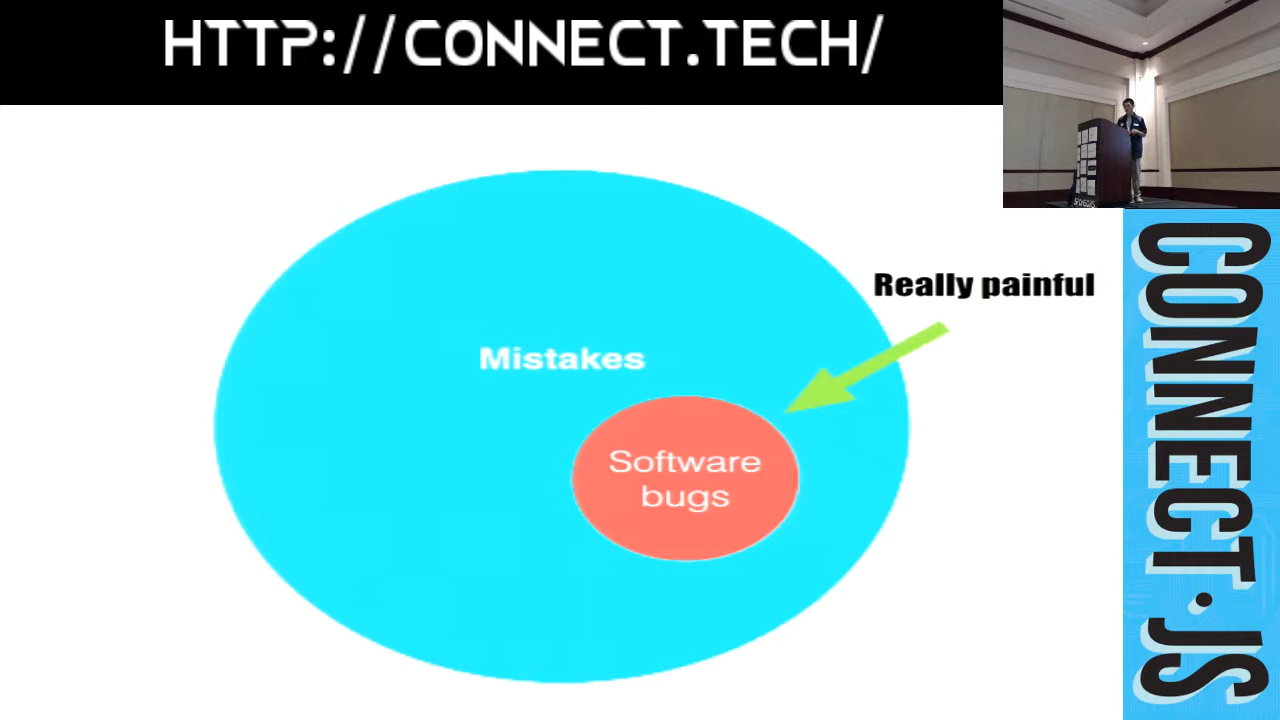 HTTP://CONNECT.TECH/
Really painful
Mistakes
Software
bugs
CONNECT.JS